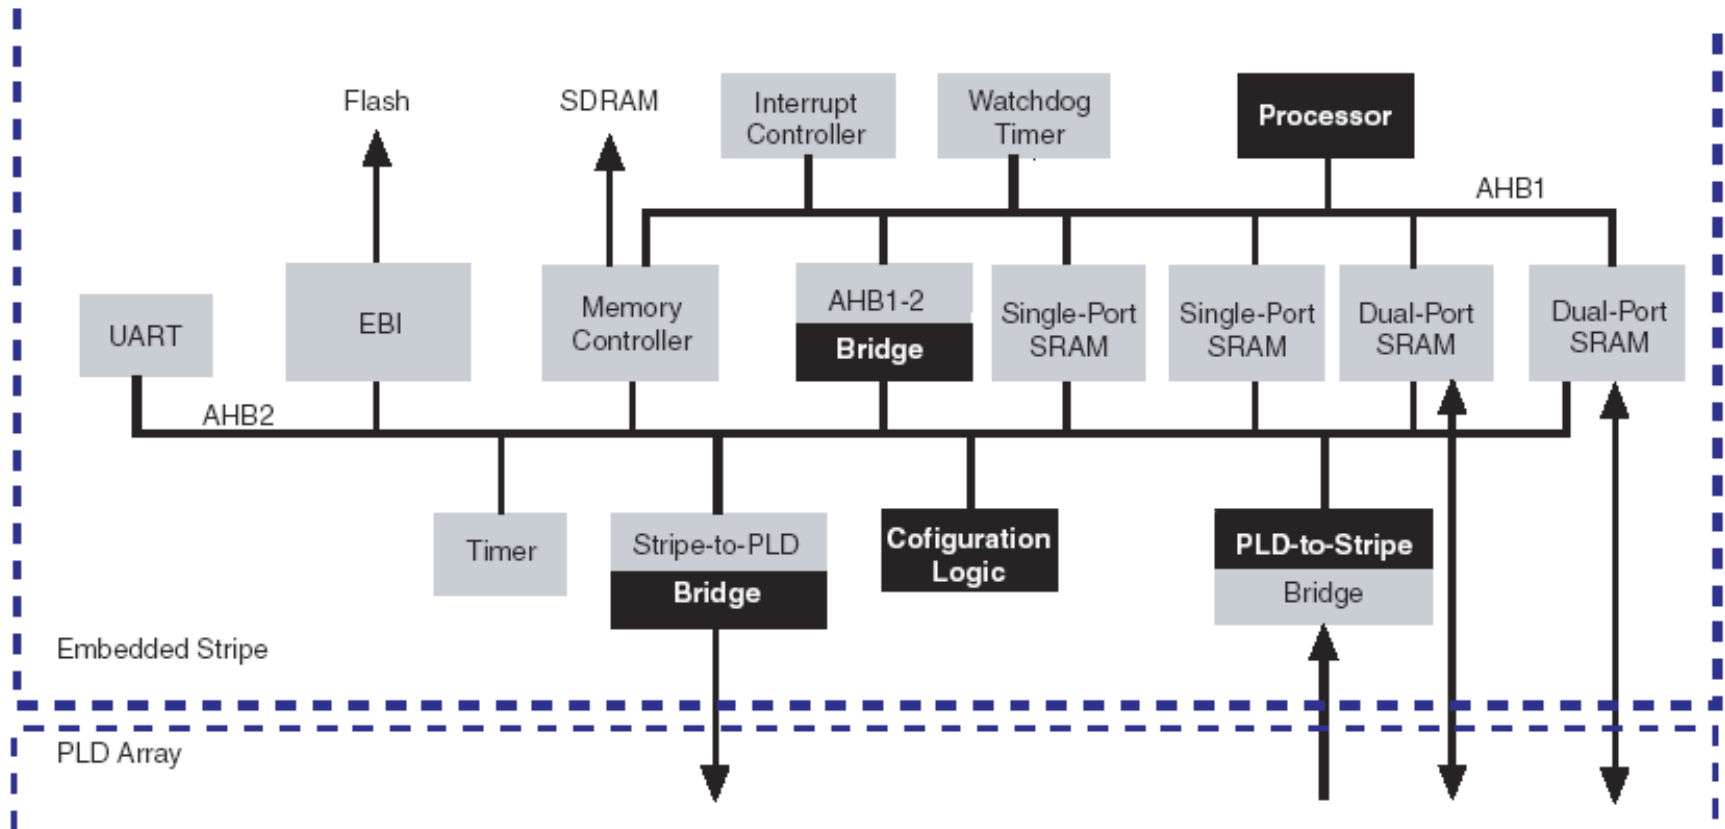 Flash
SDRAM
Interrupt
Controller
Watchdog
Timer
Processor
AHB1
UART
EBI
Memory
Controller
AHB1-2
Bridge
Single-Port
SRAM
Single-Port
SRAM
Dual-Port
SRAM
Dual-Port
SRAM
AHB2
Timer
Stripe-to-PLD
Bridge
Cofiguration
Logic
PLD-to-Stripe
Bridge
Embedded Stripe
PLD Array